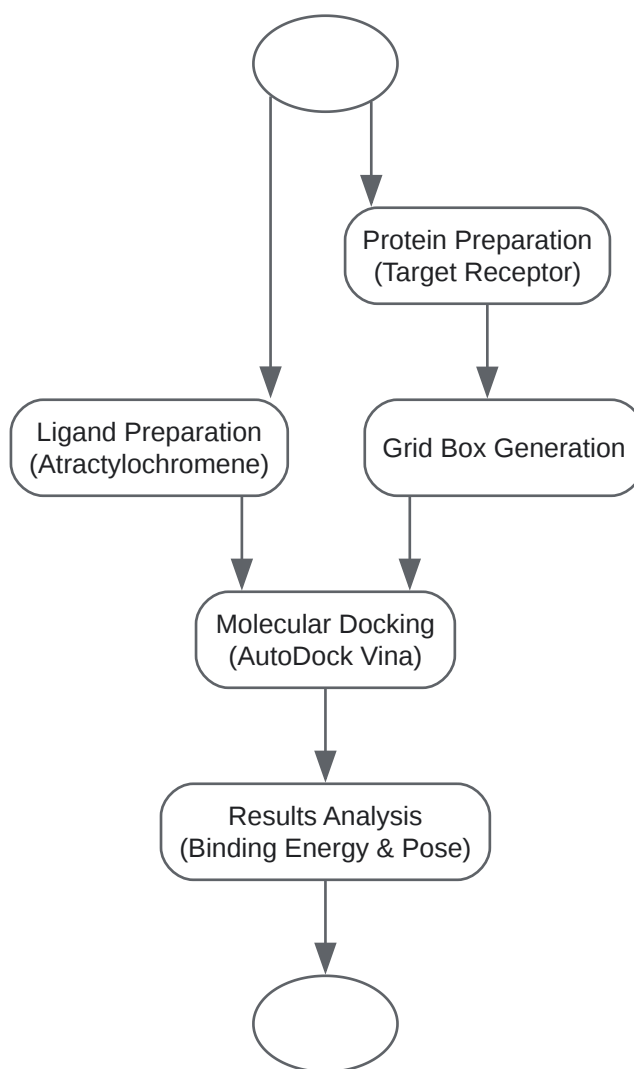 Protein Preparation
(Target Receptor)
Ligand Preparation
(Atractylochromene)
Grid Box Generation
Molecular Docking
(AutoDock Vina)
Results Analysis
(Binding Energy & Pose)